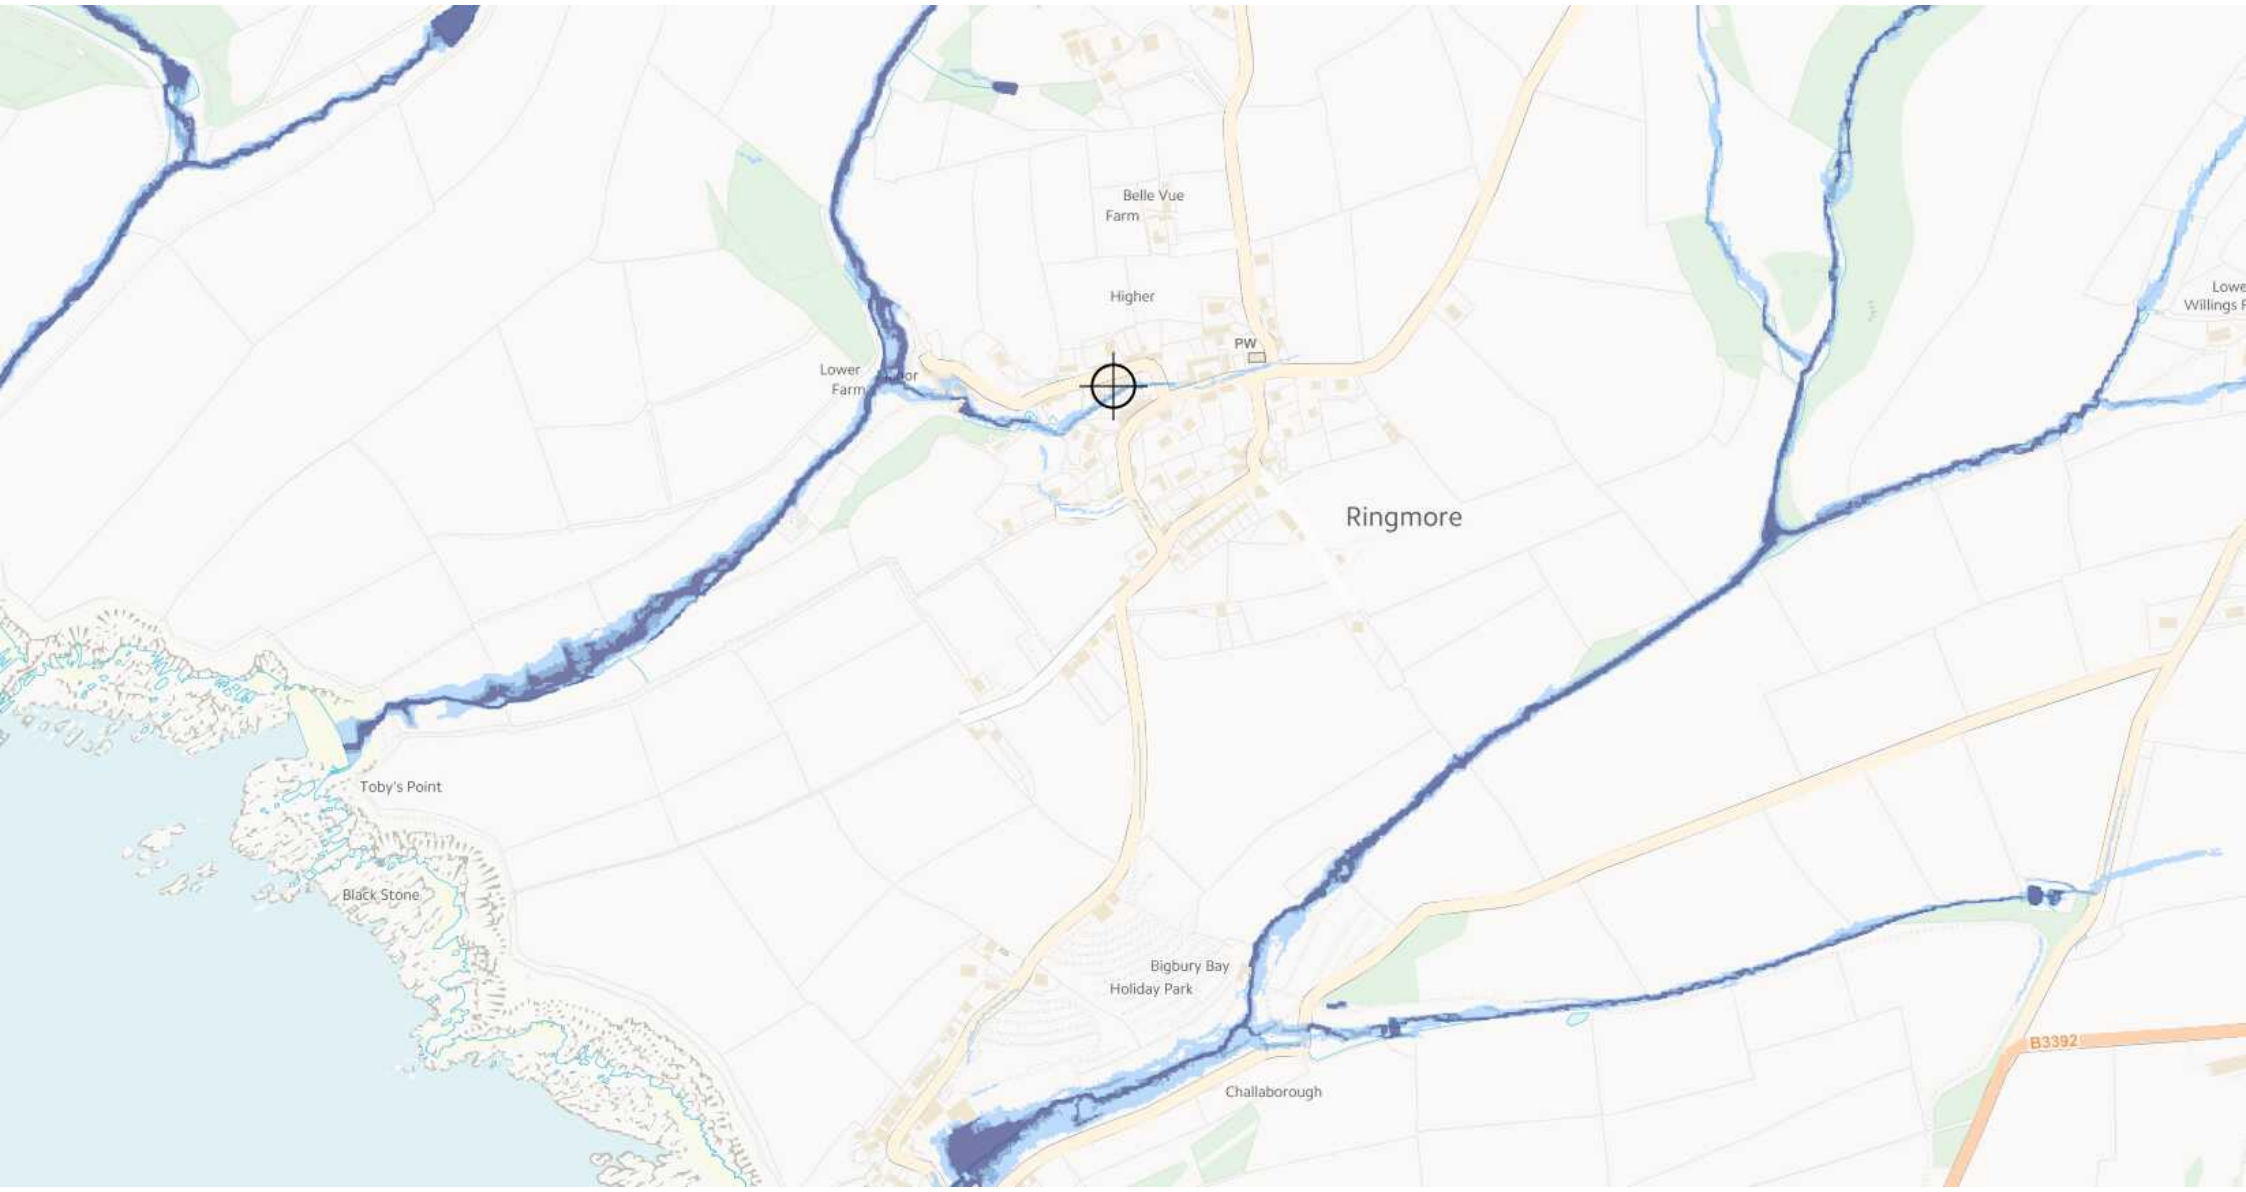 Belle Vue
Farm
Higher
PW
Lower
Farm
Ringmore
Lowe
Willings F
Toby's Point
Black Stone
Bigbury Bay
Holiday Park
B3392
Challaborough